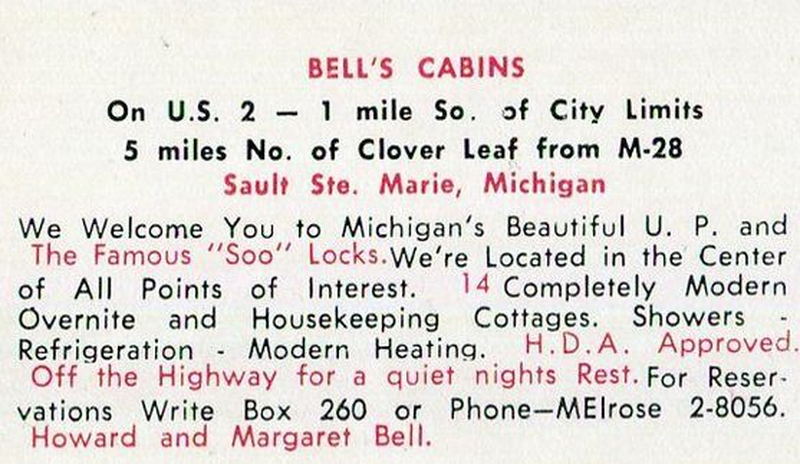 BELL'S CABINS
On U.S. 2 — 1 mile So. of City Limits
5 miles No. of Clover Leaf from M-28
Sault Ste. Marie, Michigan
We Welcome You to Michigan's Beautiful U. P. and
The Famous "Soo" Locks. We're Located in the Center
of All Points of Interest. 14 Completely Modern
Overnite and Housekeeping Cottages. Showers -
Refrigeration - Modern Heating. H.D.A. Approved.
Off the Highway for a quiet nights Rest. For Reser-
vations Write Box 260 or Phone—MElrose 2-8056.
Howard and Margaret Bell.